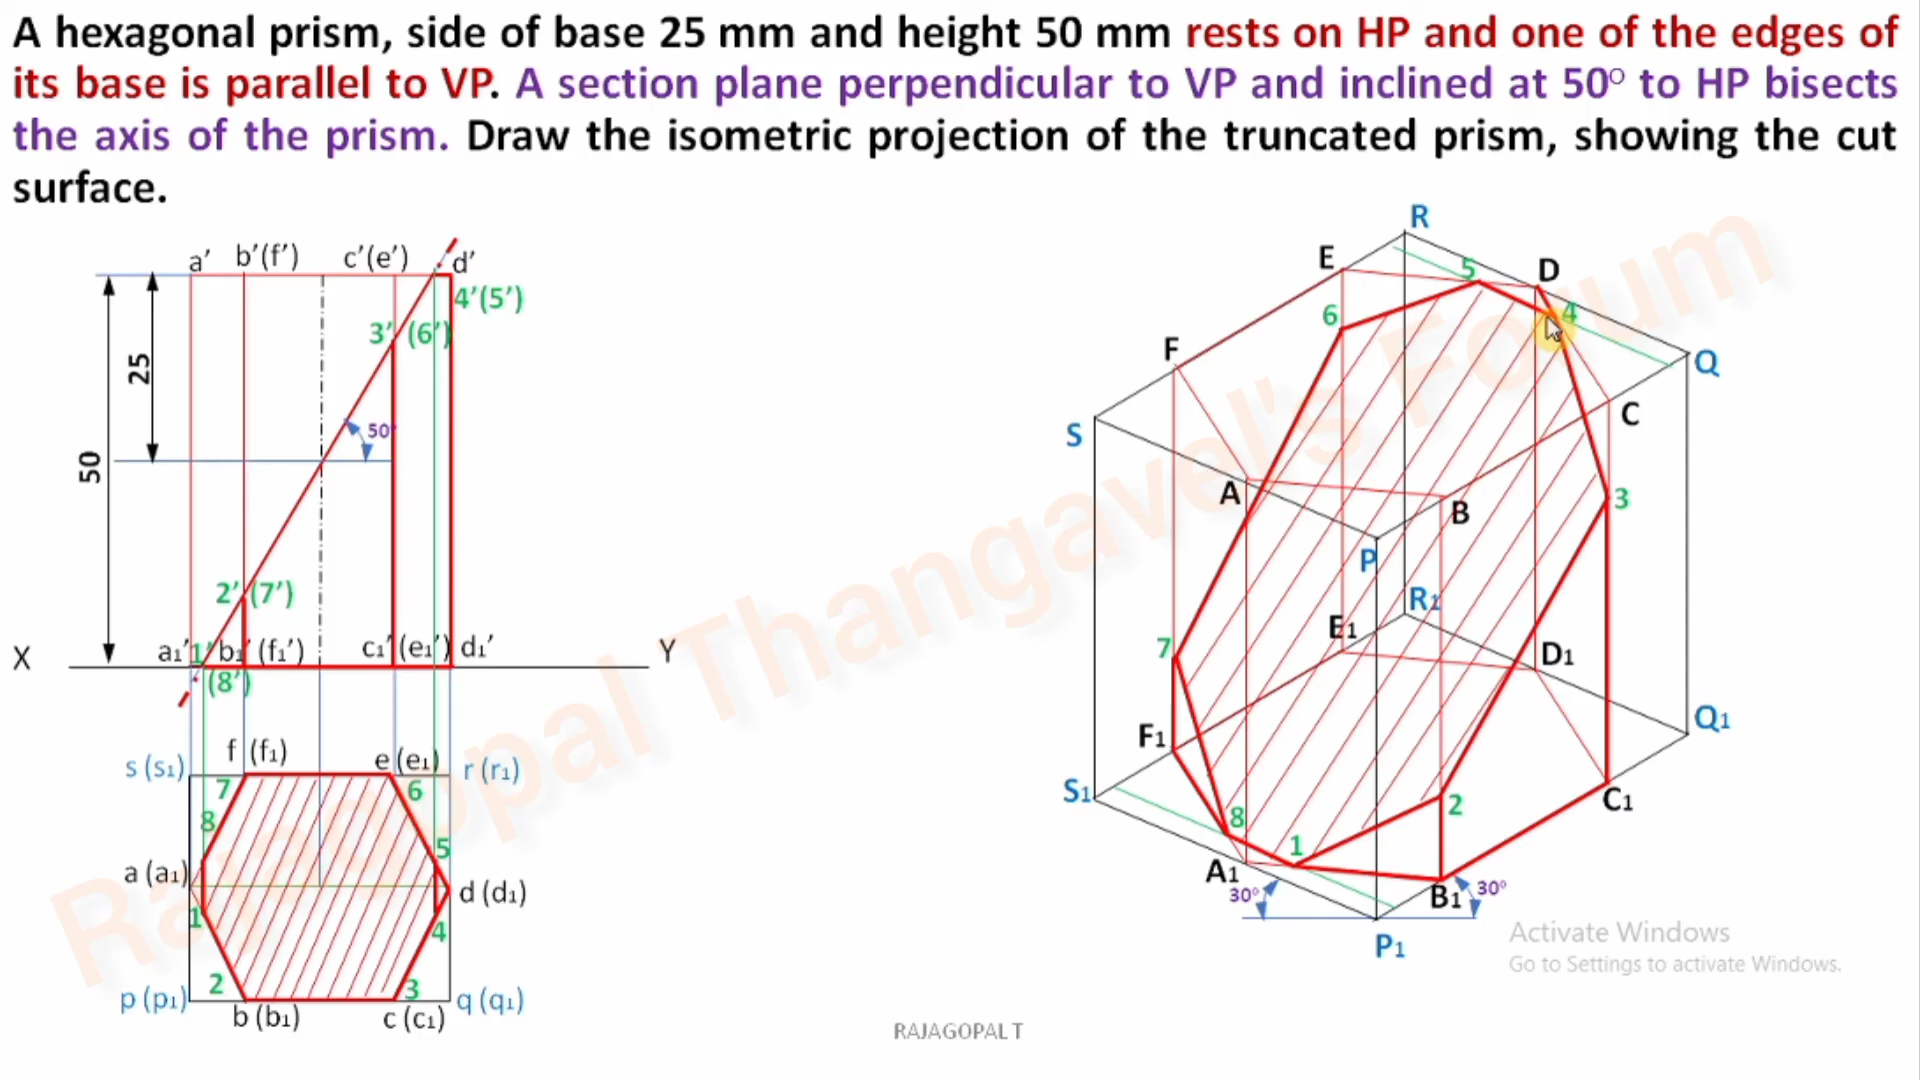 A hexagonal prism, side of base 25 mm and height 50 mm rests on HP and one of the edges of
its base is parallel to VP. A section plane perpendicular to VP and inclined at 50º to HP bisects
the axis of the prism. Draw the isometric projection of the truncated prism, showing the cut
surface.
a' b'(f') c'(e') d'
4'(5')
3' (6')
25
50
50
2' (7')
X a₁' 1' b₁' (f₁') c₁' (e₁') d₁' Y
(8')
f (f₁) e (e₁)
s (s₁) r (r₁)
7 6
8 5
a (a₁) d (d₁)
1 4
2 3
p (p₁) q (q₁)
b (b₁) c (c₁)
R
E 5 D
6 4
F Q
S C
A B 3
P
R₁
E₁
7 D₁
F₁ Q₁
S₁ 8 2 C₁
1
A₁
30º B₁ 30º
P₁
Rajagopal Thangavel's Forum
Activate Windows
Go to Settings to activate Windows.
RAJAGOPAL T